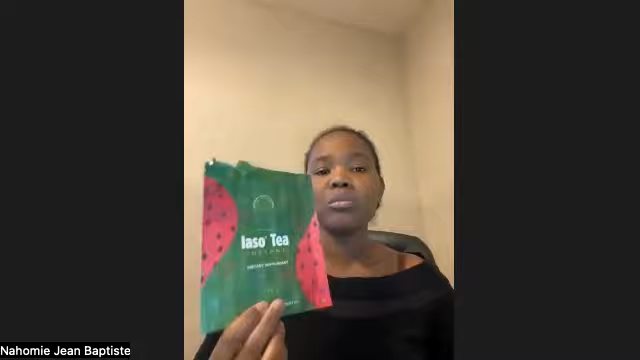 Iaso Tea
INSTANT
DIETARY SUPPLEMENT
Nahomie Jean Baptiste